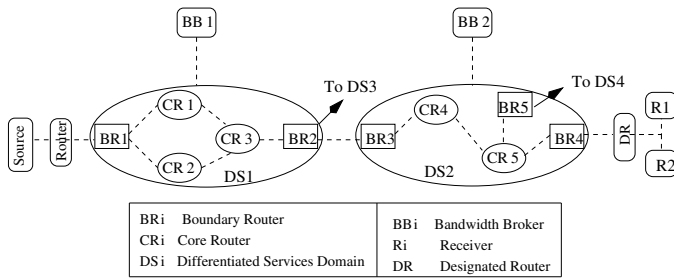 BB 1
BB 2
To DS3
To DS4
CR 1
CR4
BR5
R1
Source
Router
BR1
CR 3
BR2
BR3
BR4
DR
CR 2
CR 5
R2
DS1
DS2
BRi Boundary Router
CRi Core Router
DSi Differentiated Services Domain
BBi Bandwidth Broker
Ri Receiver
DR Designated Router